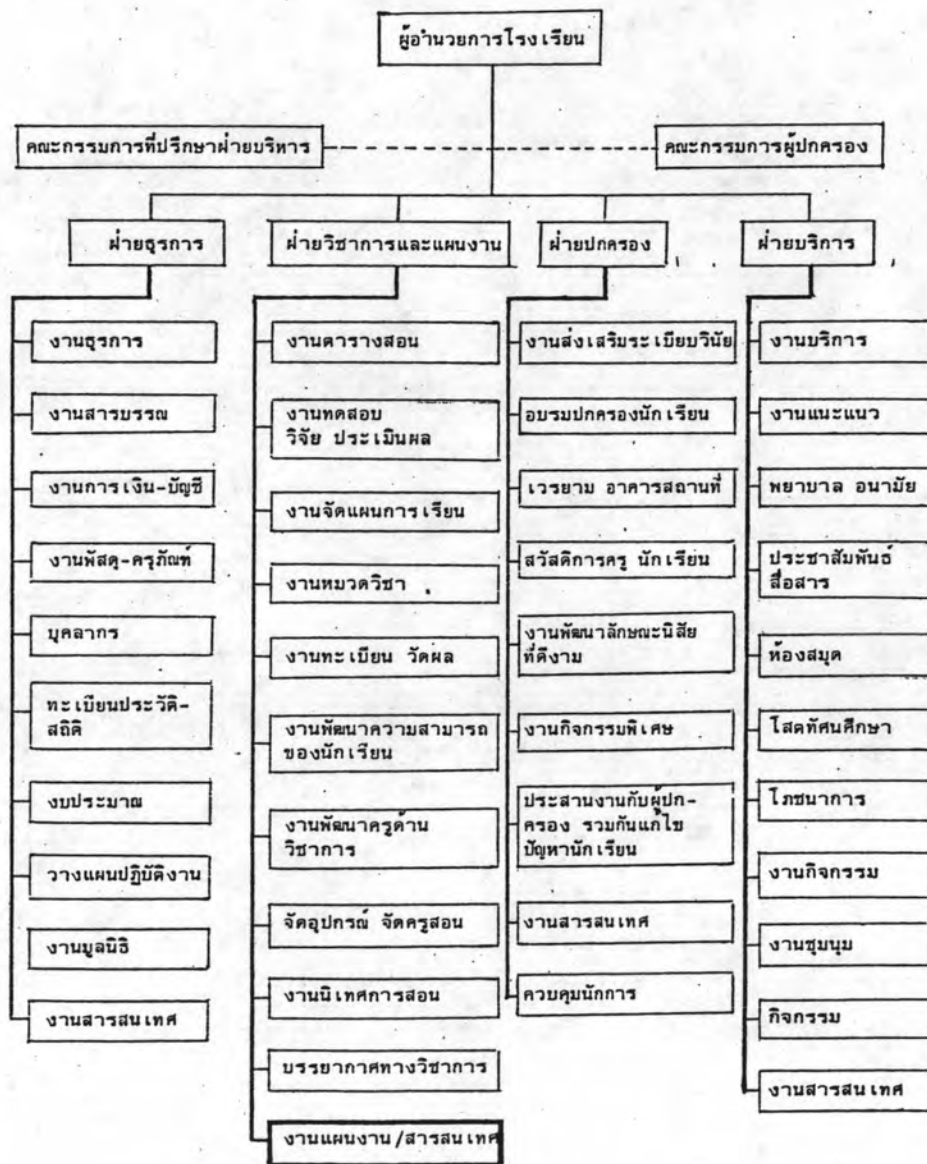 ผู้อำนวยการโรงเรียน
คณะกรรมการที่ปรึกษาฝ่ายบริหาร
คณะกรรมการผู้ปกครอง
ฝ่ายธุรการ
งานธุรการ
งานสารบรรณ
งานการเงิน-บัญชี
งานพัสดุ-ครุภัณฑ์
บุคลากร
ทะเบียนประวัติ-
สถิติ
งบประมาณ
วางแผนปฏิบัติงาน
งานมูลนิธิ
งานสารสนเทศ
ฝ่ายวิชาการและแผนงาน
งานตารางสอน
งานทดสอบ
วิจัย ประเมินผล
งานจัดแผนการเรียน
งานหมวดวิชา
งานทะเบียน วัดผล
งานพัฒนาความสามารถ
ของนักเรียน
งานพัฒนาครูด้าน
วิชาการ
จัดอุปกรณ์ จัดครูสอน
งานนิเทศการสอน
บรรยากาศทางวิชาการ
งานแผนงาน/สารสนเทศ
ฝ่ายปกครอง
งานส่งเสริมระเบียบวินัย
อบรมปกครองนักเรียน
เวรยาม อาคารสถานที่
สวัสดิการครู นักเรียน
งานพัฒนาลักษณะนิสัย
ที่ดีงาม
งานกิจกรรมพิเศษ
ประสานงานกับผู้ปก-
ครอง รวมกันแก้ไข
ปัญหานักเรียน
งานสารสนเทศ
ควบคุมนักการ
ฝ่ายบริการ
งานบริการ
งานแนะแนว
พยาบาล อนามัย
ประชาสัมพันธ์
สื่อสาร
ห้องสมุด
โสตทัศนศึกษา
โภชนาการ
งานกิจกรรม
งานชุมนุม
กิจกรรม
งานสารสนเทศ